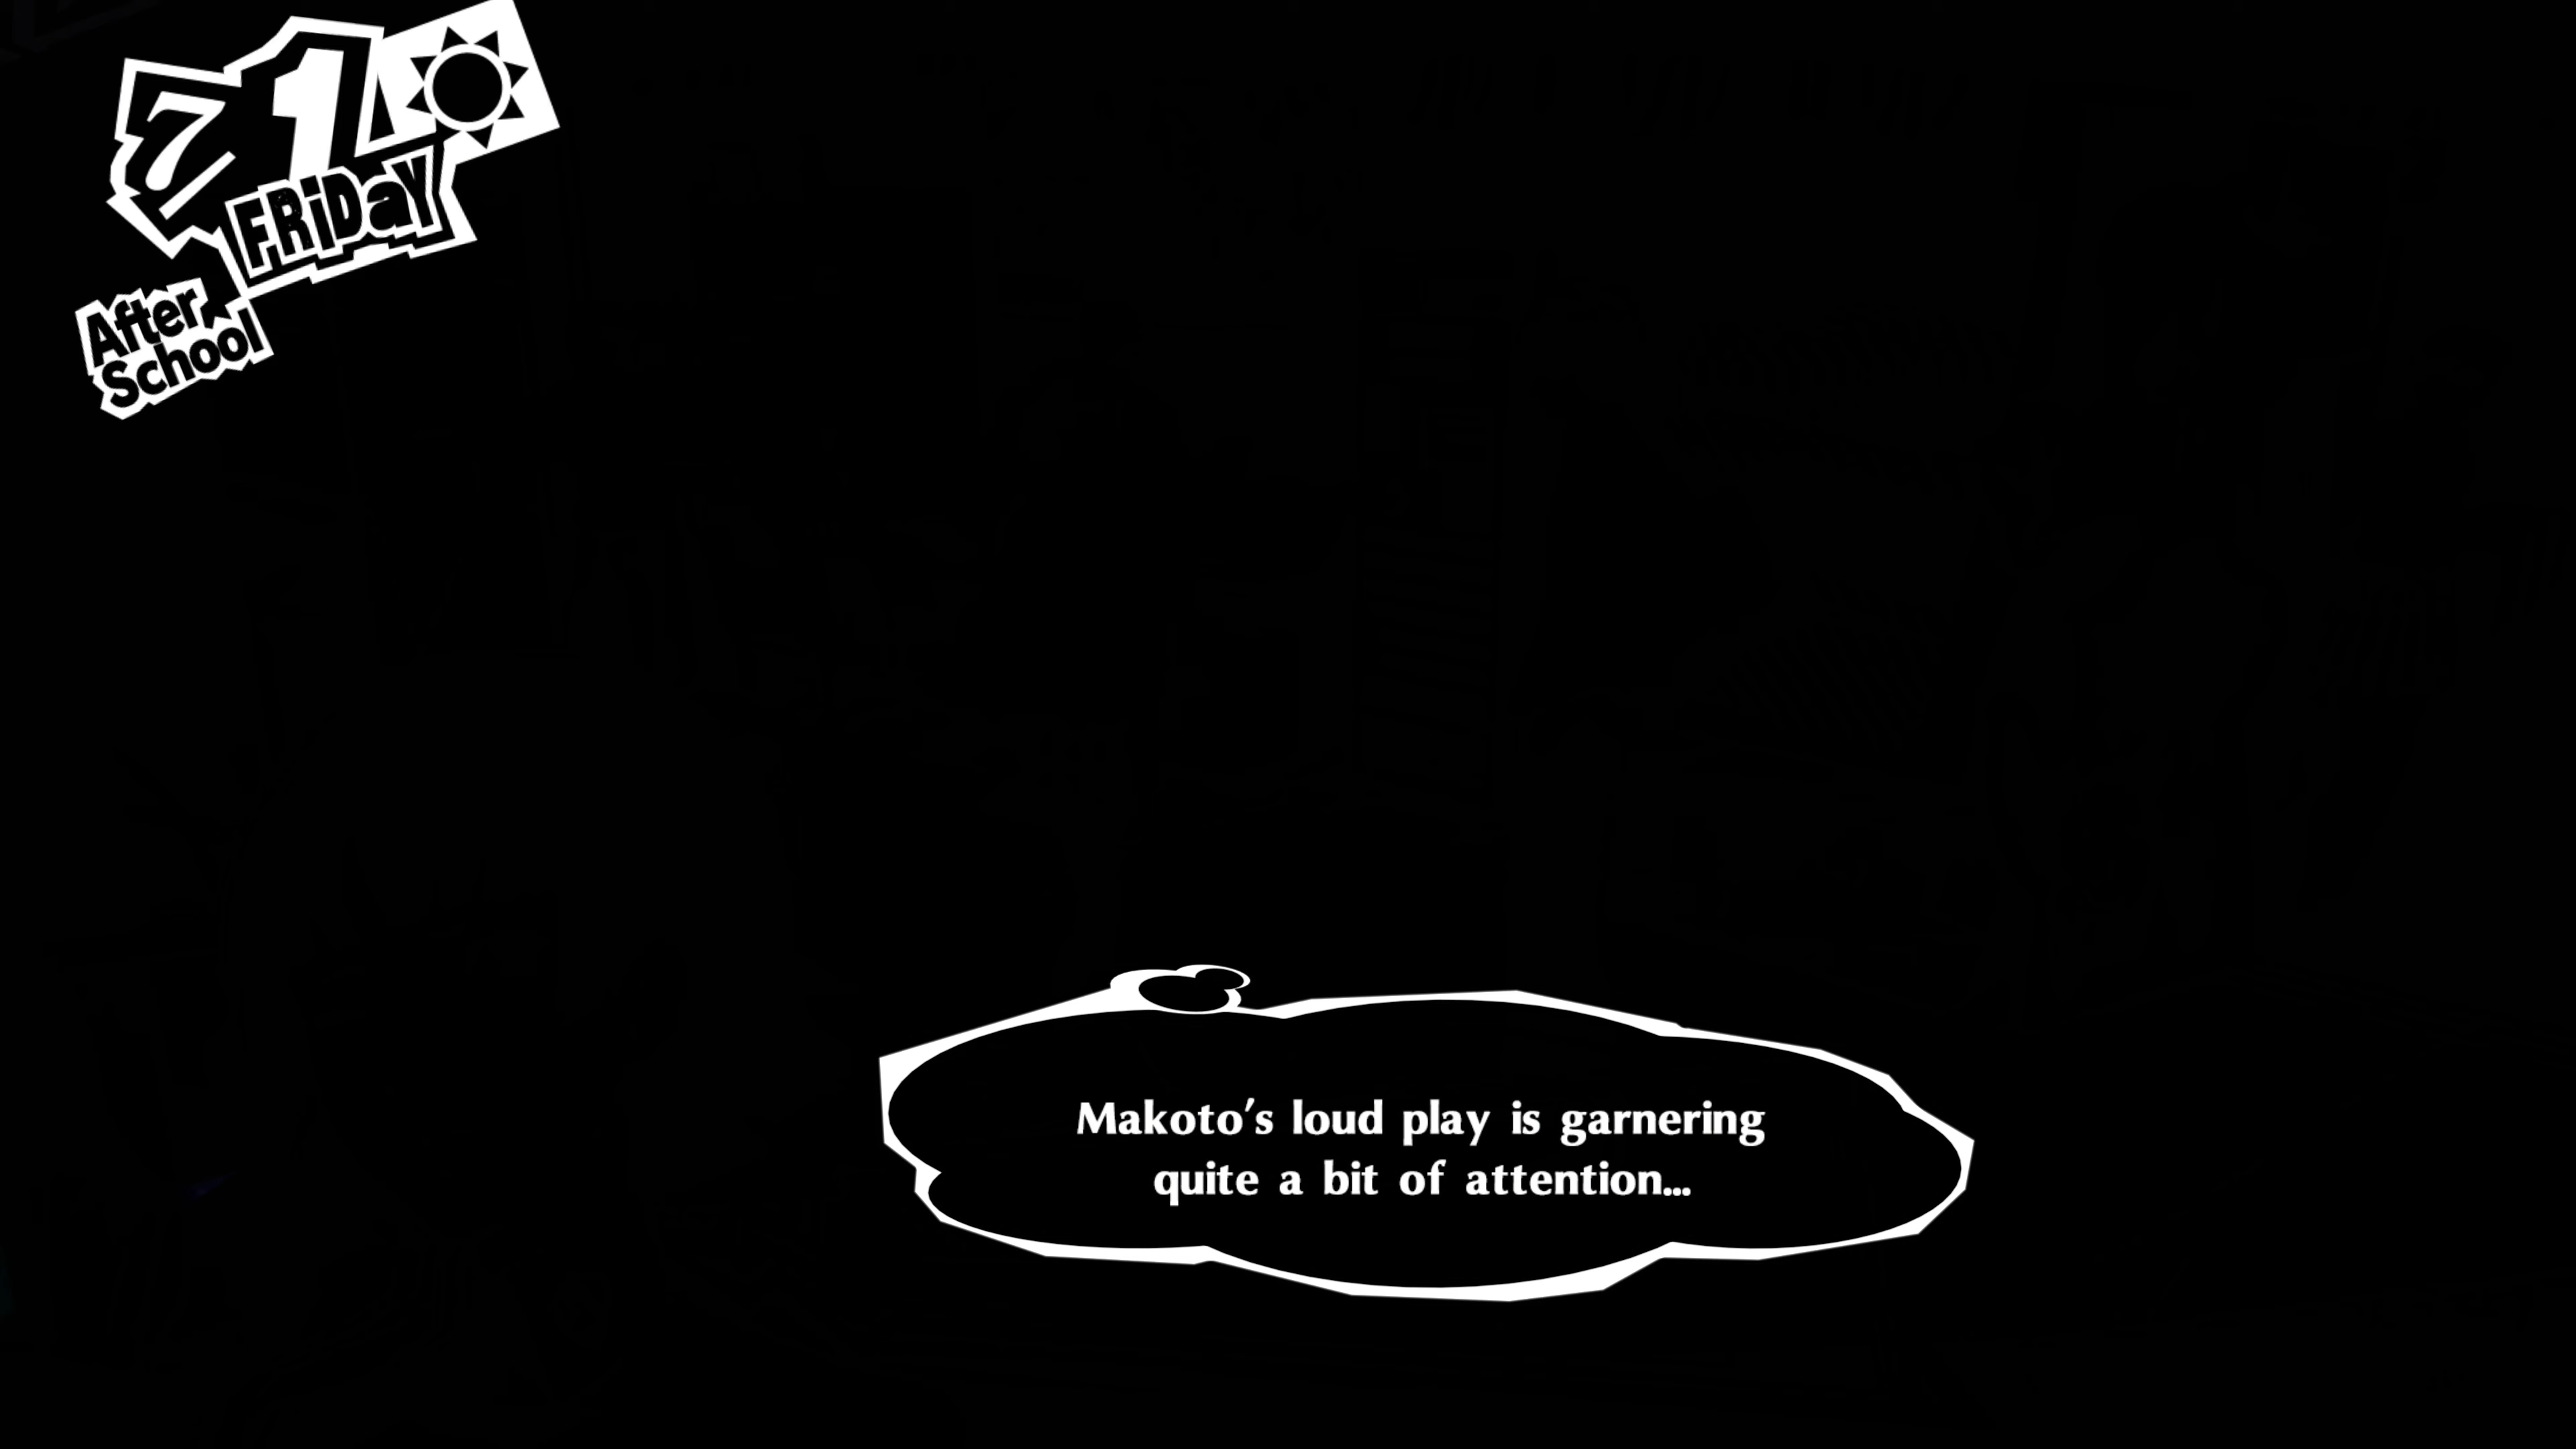 7 1
FRiDaY
After
School
Makoto's loud play is garnering
quite a bit of attention...